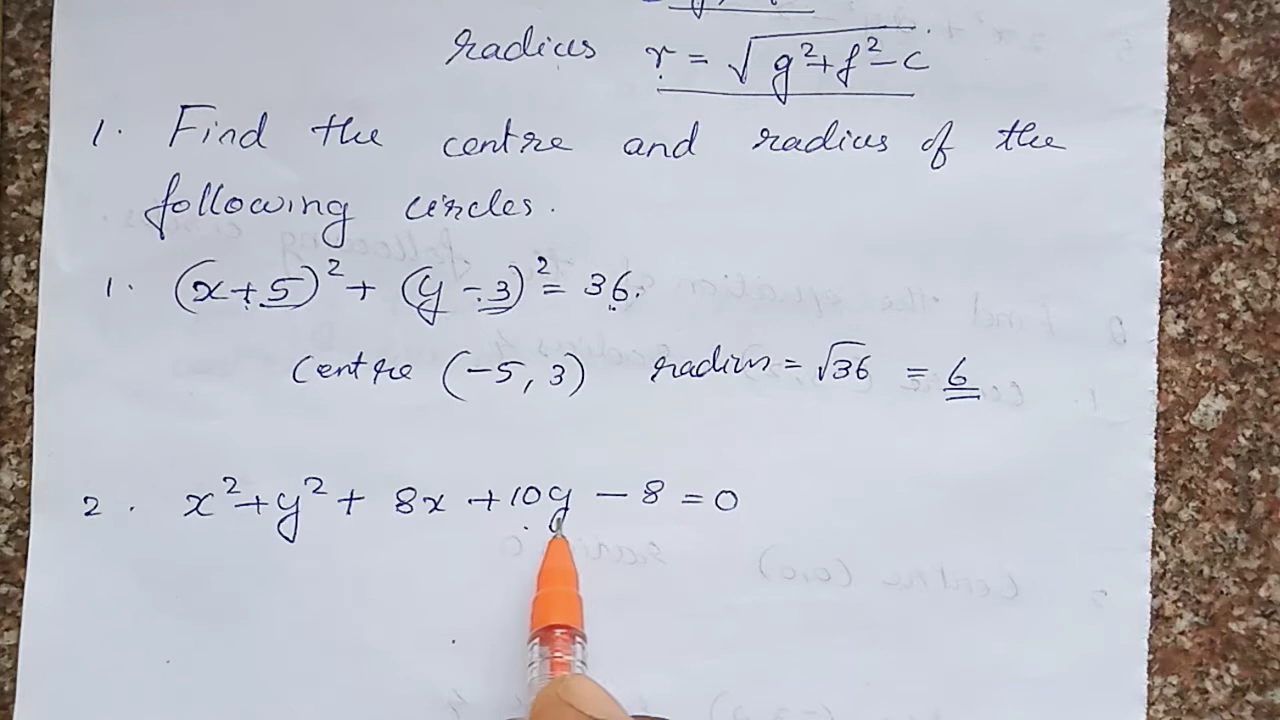 radius r = √g²+f²-c
1. Find the centre and radius of the
following circles.
1. (x+5)² + (y-3)² = 36.
Centre (-5, 3) radius = √36 = 6
2. x²+y²+ 8x +10y - 8 = 0